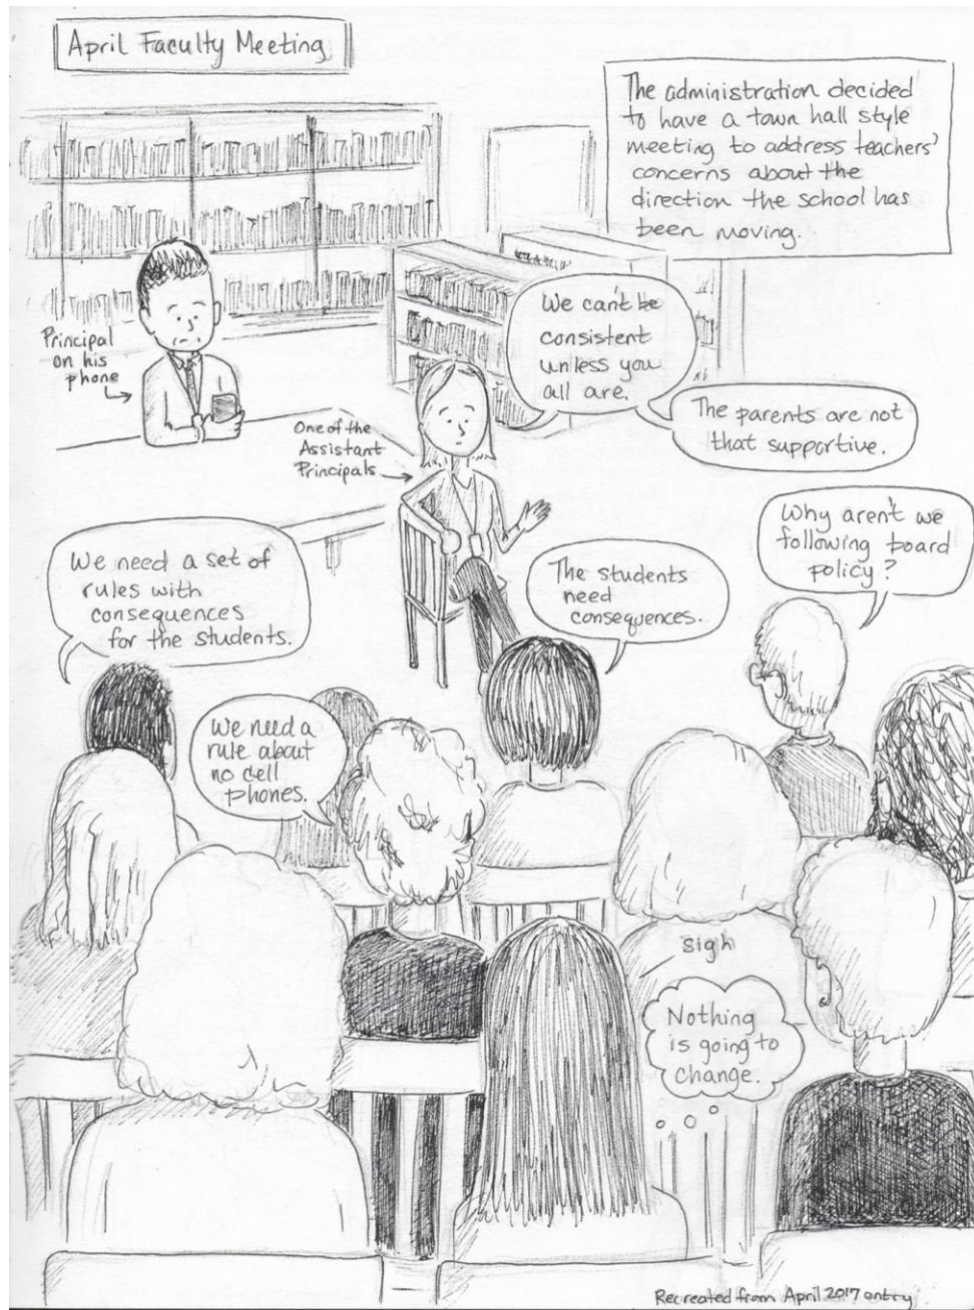 April Faculty Meeting
The administration decided
to have a town hall style
meeting to address teachers'
concerns about the
direction the school has
been moving.
Principal
on his
phone
One of the
Assistant
Principals
We can't be
consistent
unless you
all are.
The parents are not
that supportive.
Why aren't we
following board
policy?
We need a set of
rules with
consequences
for the students.
The students
need
consequences.
We need a
rule about
no cell
phones.
sigh
Nothing
is going to
change.
Recreated from April 2017 entry